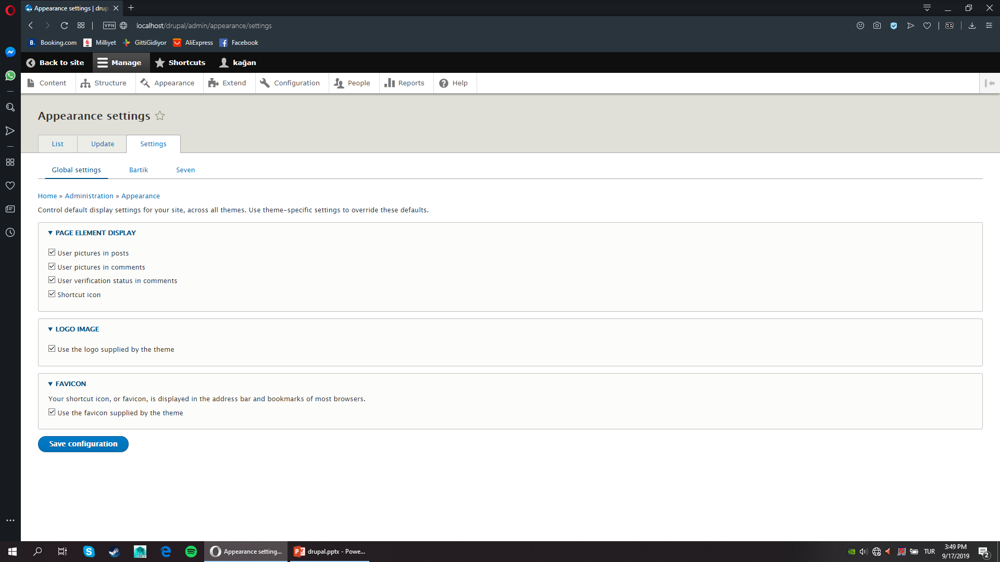 Appearance settings | drup
VPN
localhost/drupal/admin/appearance/settings
B. Booking.com Milliyet GittiGidiyor AliExpress Facebook
Back to site Manage Shortcuts kağan
Content Structure Appearance Extend Configuration People Reports Help
Appearance settings
List Update Settings
Global settings Bartik Seven
Home » Administration » Appearance
Control default display settings for your site, across all themes. Use theme-specific settings to override these defaults.
PAGE ELEMENT DISPLAY
User pictures in posts
User pictures in comments
User verification status in comments
Shortcut icon
LOGO IMAGE
Use the logo supplied by the theme
FAVICON
Your shortcut icon, or favicon, is displayed in the address bar and bookmarks of most browsers.
Use the favicon supplied by the theme
Save configuration
Appearance setting... drubal.pptx - Powe...
TUR
3:49 PM
9/17/2019
2